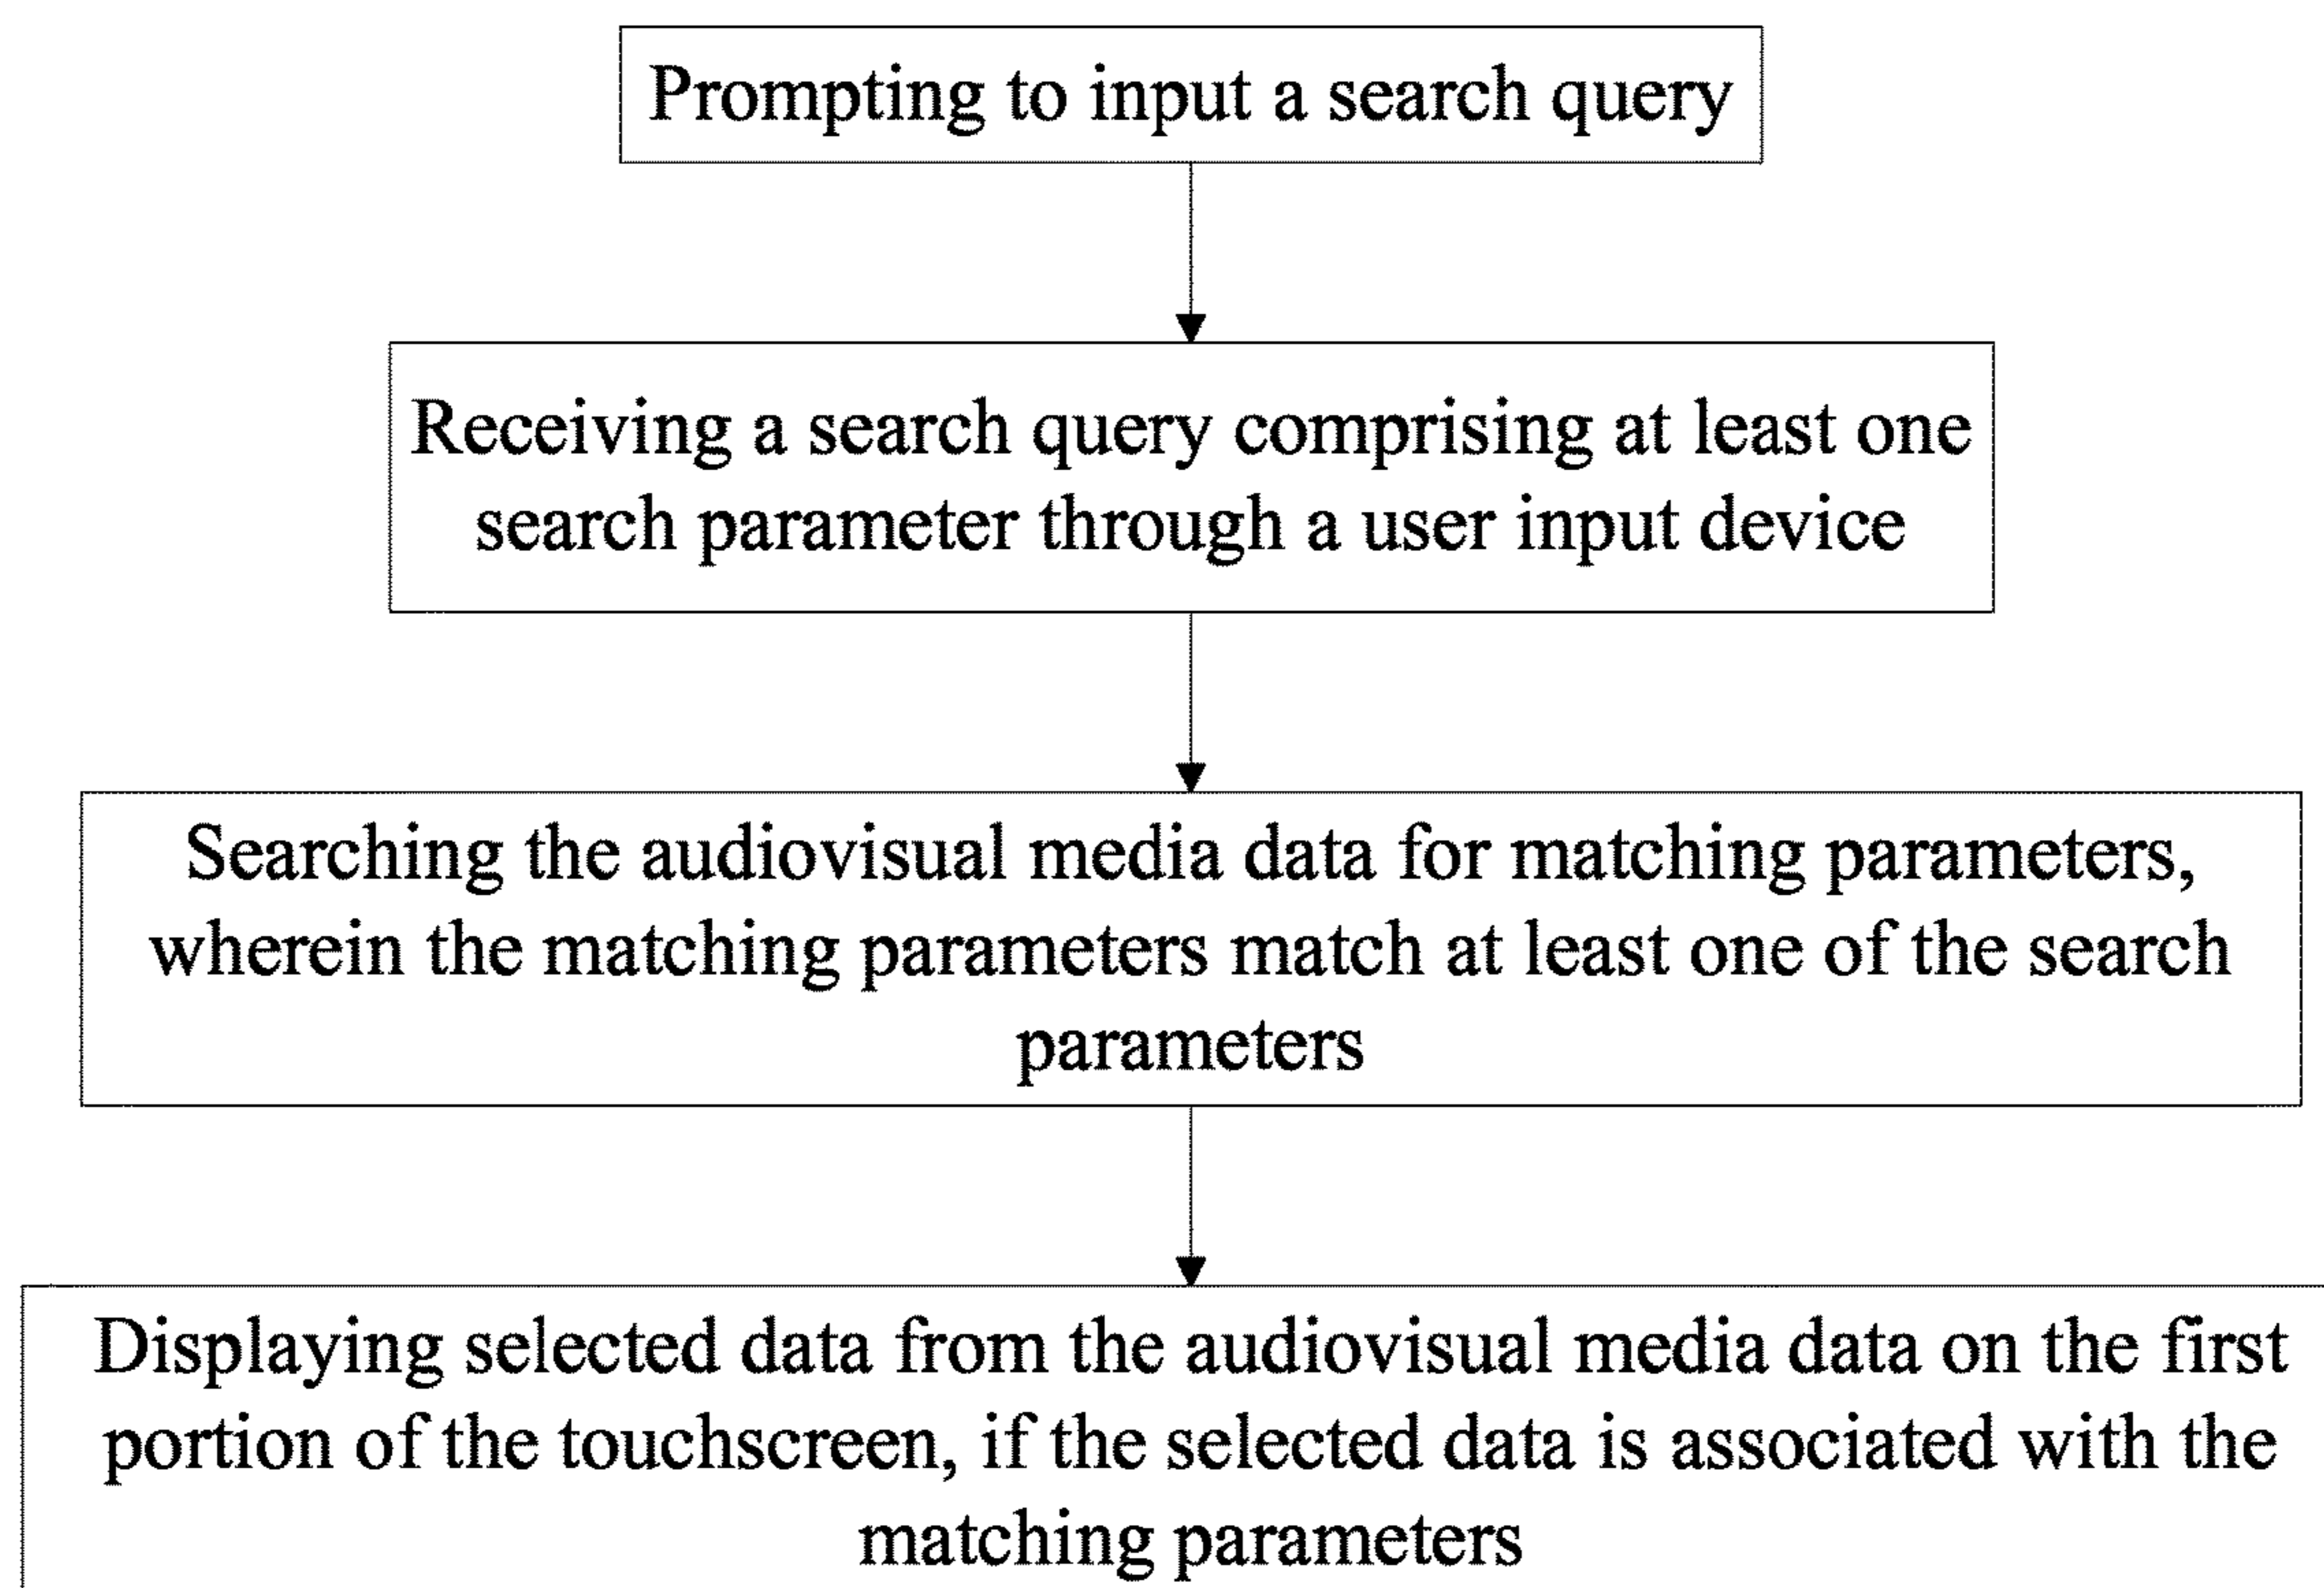 Prompting to input a search query
Receiving a search query comprising at least one
search parameter through a user input device
Searching the audiovisual media data for matching parameters,
wherein the matching parameters match at least one of the search
parameters
Displaying selected data from the audiovisual media data on the first
portion of the touchscreen, if the selected data is associated with the
matching parameters